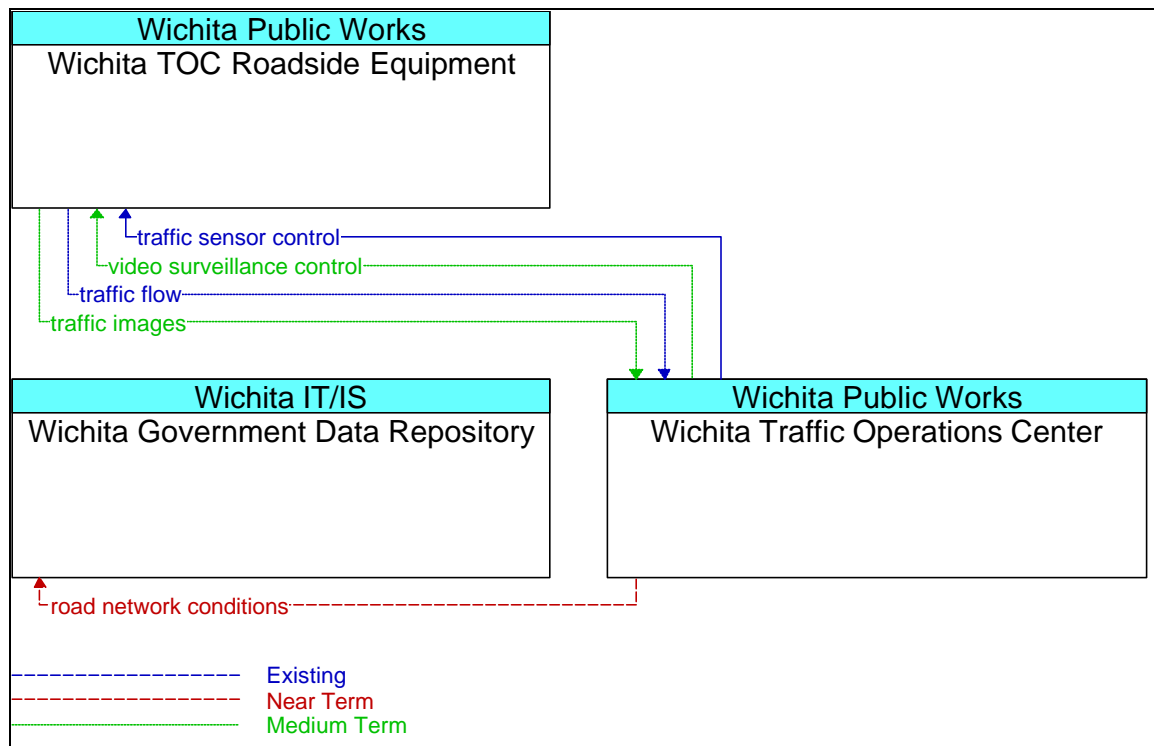 Wichita Public Works
Wichita TOC Roadside Equipment
traffic sensor control
video surveillance control
traffic flow
traffic images
Wichita IT/IS
Wichita Government Data Repository
Wichita Public Works
Wichita Traffic Operations Center
road network conditions
Existing
Near Term
Medium Term